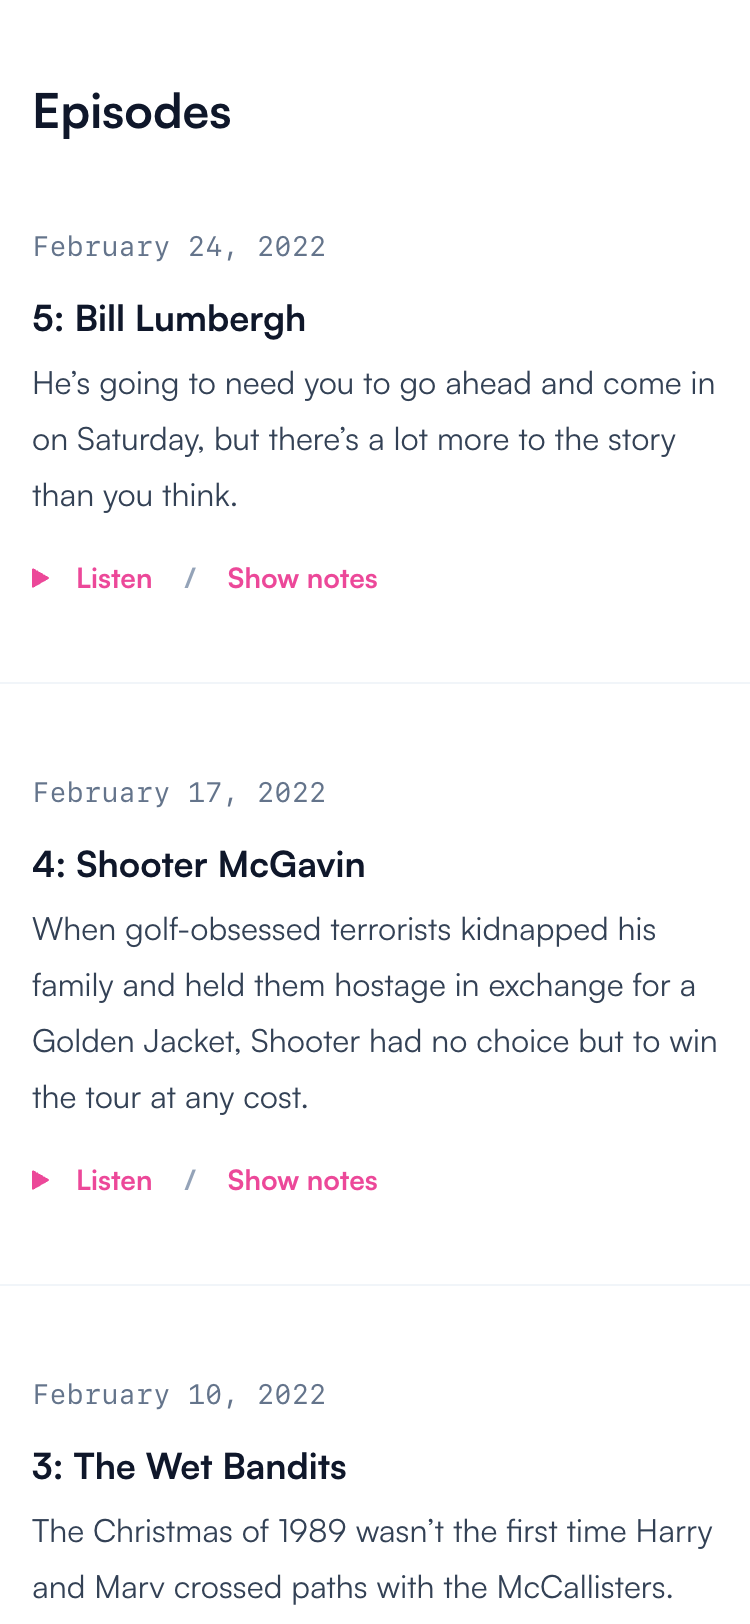 Episodes
February 24, 2022
5: Bill Lumbergh
He’s going to need you to go ahead and come in
on Saturday, but there’s a lot more to the story
than you think.
Listen / Show notes
February 17, 2022
4: Shooter McGavin
When golf-obsessed terrorists kidnapped his
family and held them hostage in exchange for a
Golden Jacket, Shooter had no choice but to win
the tour at any cost.
Listen / Show notes
February 10, 2022
3: The Wet Bandits
The Christmas of 1989 wasn’t the first time Harry
and Marv crossed paths with the McCallisters.